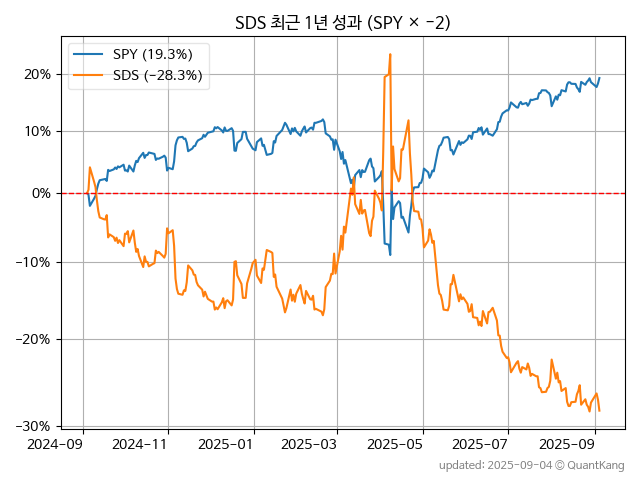 SDS 최근 1년 성과 (SPY × −2)
SPY (19.3%)
SDS (−28.3%)
20%
10%
0%
−10%
−20%
−30%
2024-09 2024-11 2025-01 2025-03 2025-05 2025-07 2025-09
updated: 2025-09-04 © QuantKang